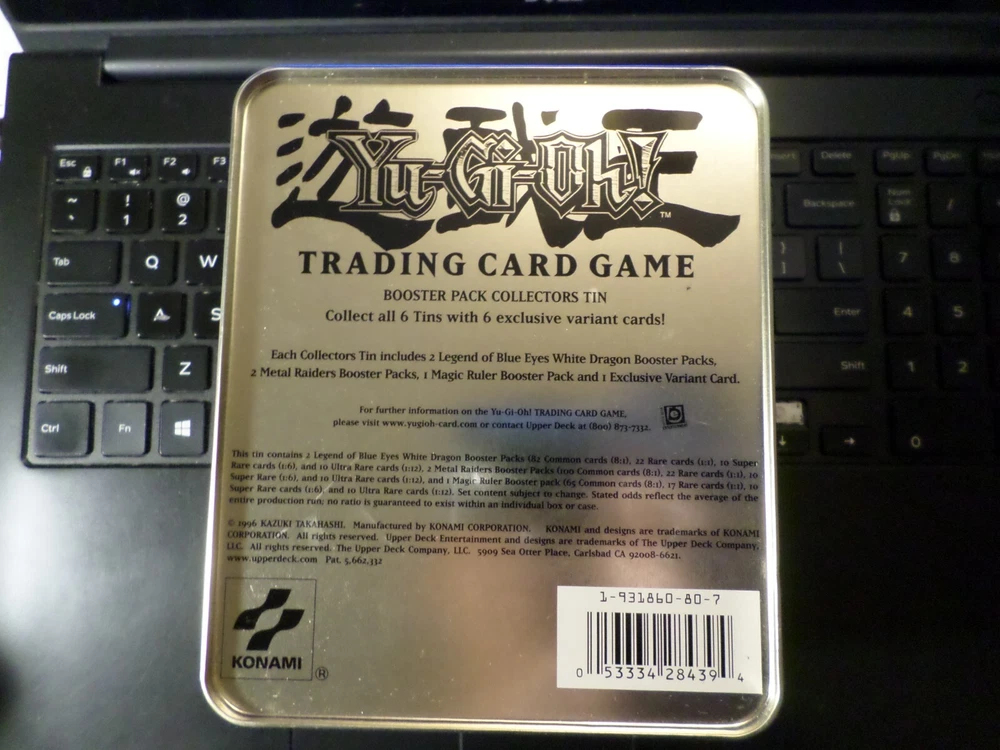 遊戯王
Yu-Gi-Oh!
TM
TRADING CARD GAME
BOOSTER PACK COLLECTORS TIN
Collect all 6 Tins with 6 exclusive variant cards!
Each Collectors Tin includes 2 Legend of Blue Eyes White Dragon Booster Packs,
2 Metal Raiders Booster Packs, 1 Magic Ruler Booster Pack and 1 Exclusive Variant Card.
For further information on the Yu-Gi-Oh! TRADING CARD GAME,
please visit www.yugioh-card.com or contact Upper Deck at (800) 873-7332.
This tin contains 2 Legend of Blue Eyes White Dragon Booster Packs (82 Common cards (8:1), 22 Rare cards (1:1), 10 Super
Rare cards (1:6), and 10 Ultra Rare cards (1:12), 2 Metal Raiders Booster Packs (100 Common cards (8:1), 22 Rare cards (1:1), 10
Super Rare (1:6), and 10 Ultra Rare cards (1:12), and 1 Magic Ruler Booster pack (65 Common cards (8:1), 17 Rare cards (1:1), 10
Super Rare cards (1:6), and 10 Ultra Rare cards (1:12). Set content subject to change. Stated odds reflect the average of the
entire production run; no ratio is guaranteed to exist within an individual box or case.
© 1996 KAZUKI TAKAHASHI. Manufactured by KONAMI CORPORATION. KONAMI and designs are trademarks of KONAMI
CORPORATION. All rights reserved. Upper Deck Entertainment and designs are trademarks of The Upper Deck Company,
LLC. All rights reserved. The Upper Deck Company, LLC. 5909 Sea Otter Place, Carlsbad CA 92008-6621.
www.upperdeck.com Pat. 5,662,332
KONAMI ®
1-931860-80-7
0 53334 28439 4
Esc F1 F2 F3
~ ! @
1 2
Tab Q W
Caps Lock A S
Shift Z
Ctrl Fn
Delete PgUp PgDn
Backspace Num Lock /
} |
] \ 7 8
Enter 4 5
Shift 1 2
0